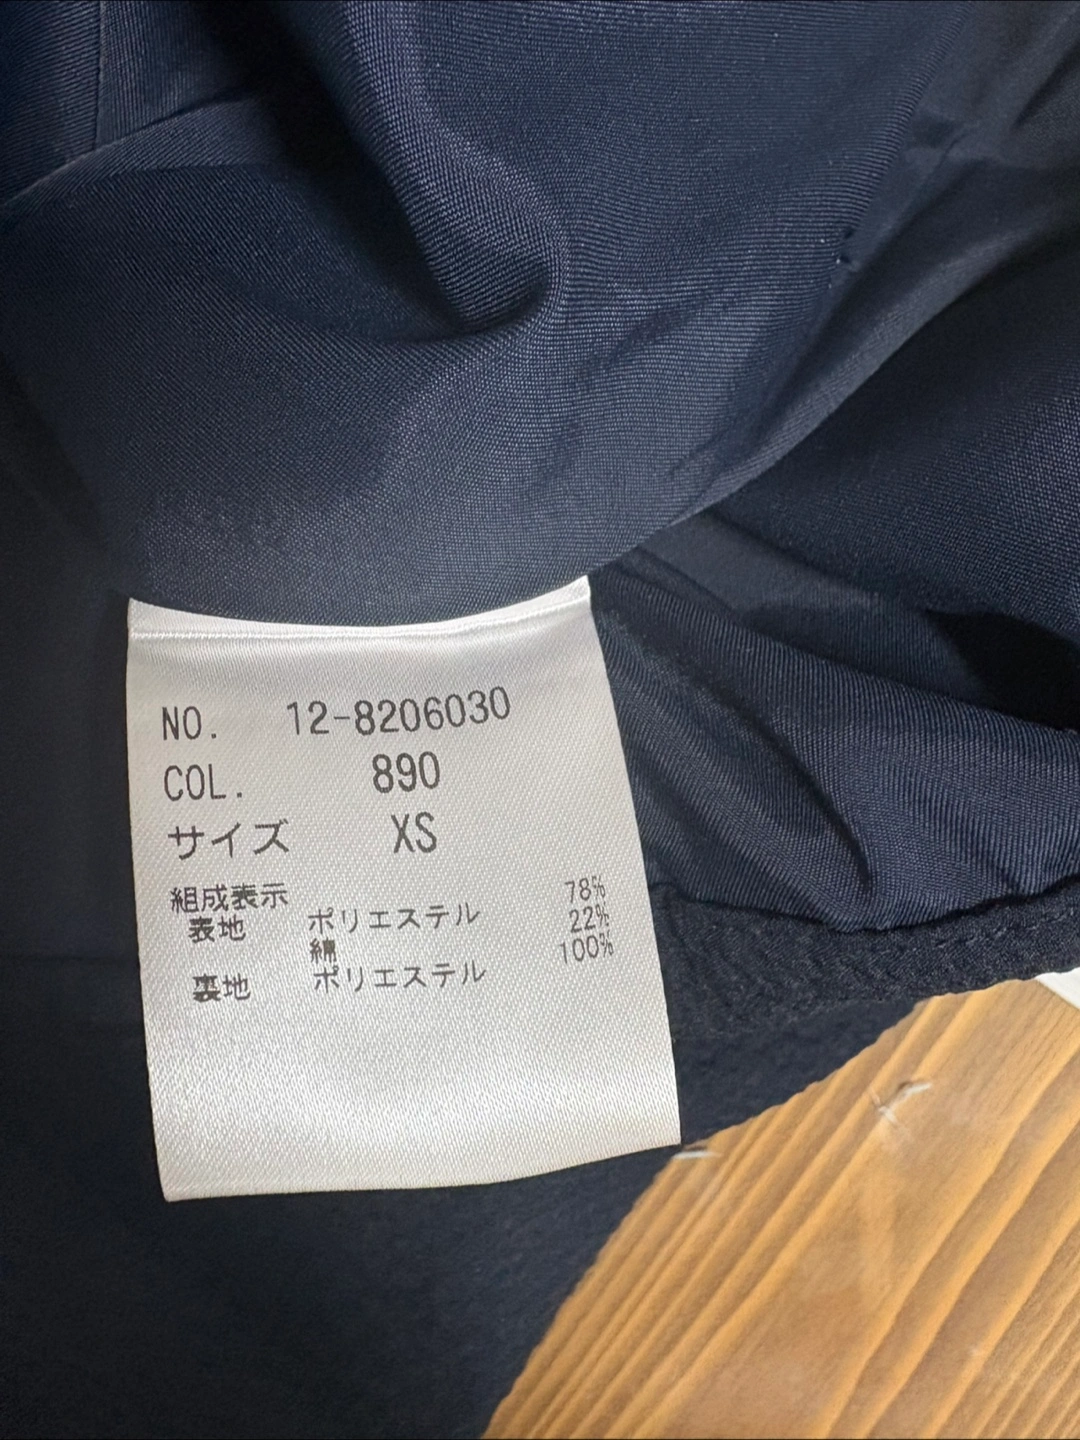 NO. 12-8206030
COL. 890
サイズ XS
組成表示
表地 ポリエステル 78%
綿 22%
裏地 ポリエステル 100%